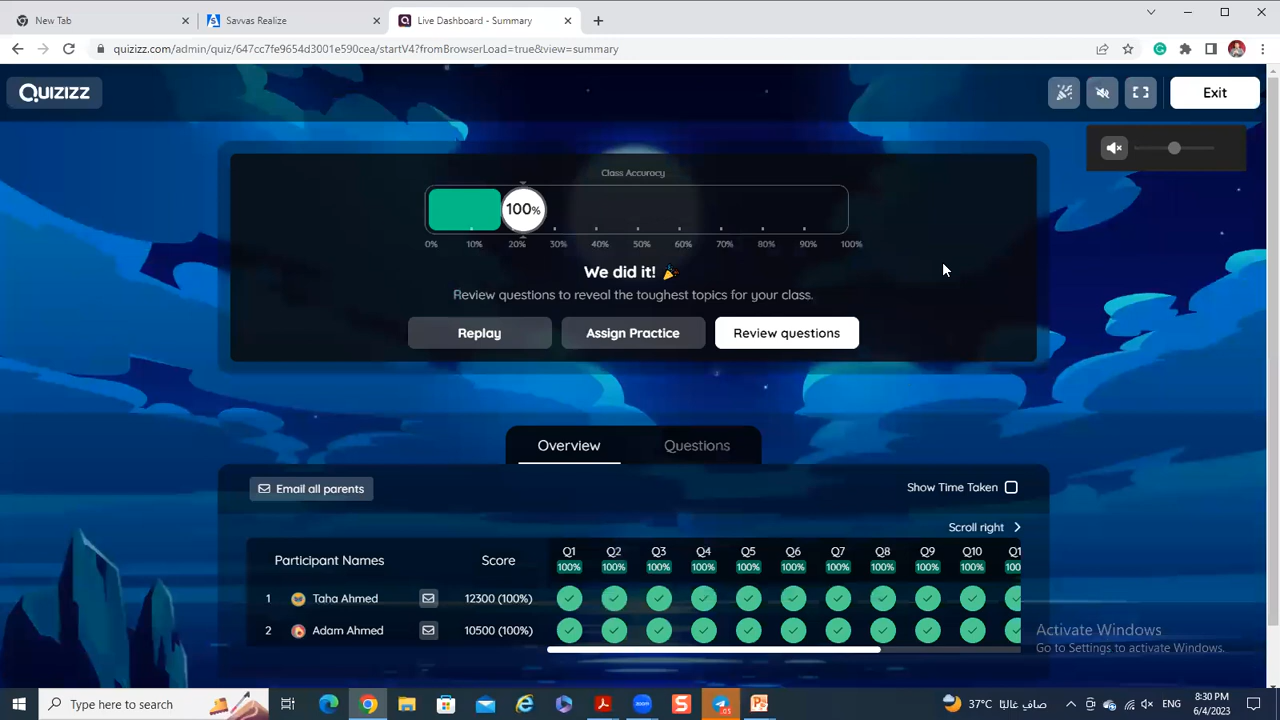 New Tab
Savvas Realize
Live Dashboard - Summary
quizizz.com/admin/quiz/647cc7fe9654d3001e590cea/startV4?fromBrowserLoad=true&view=summary
Quizizz
Exit
Class Accuracy
100%
0% 10% 20% 30% 40% 50% 60% 70% 80% 90% 100%
We did it! 🎉
Review questions to reveal the toughest topics for your class.
Replay
Assign Practice
Review questions
Overview
Questions
Email all parents
Show Time Taken
Scroll right
Participant Names Score Q1 Q2 Q3 Q4 Q5 Q6 Q7 Q8 Q9 Q10 Q1
100% 100% 100% 100% 100% 100% 100% 100% 100% 100% 100
1 Taha Ahmed 12300 (100%)
2 Adam Ahmed 10500 (100%)
Activate Windows
Go to Settings to activate Windows.
Type here to search
37°C صافٍ غالبًا
ENG
8:30 PM
6/4/2023